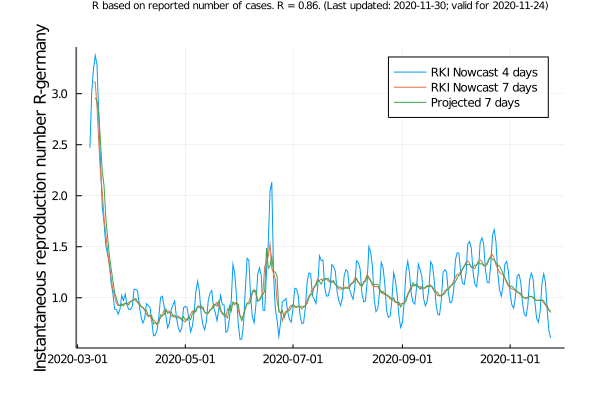 R based on reported number of cases. R = 0.86. (Last updated: 2020-11-30; valid for 2020-11-24)
Instantaneous reproduction number R-germany
RKI Nowcast 4 days
RKI Nowcast 7 days
Projected 7 days
3.0
2.5
2.0
1.5
1.0
2020-03-01 2020-05-01 2020-07-01 2020-09-01 2020-11-01